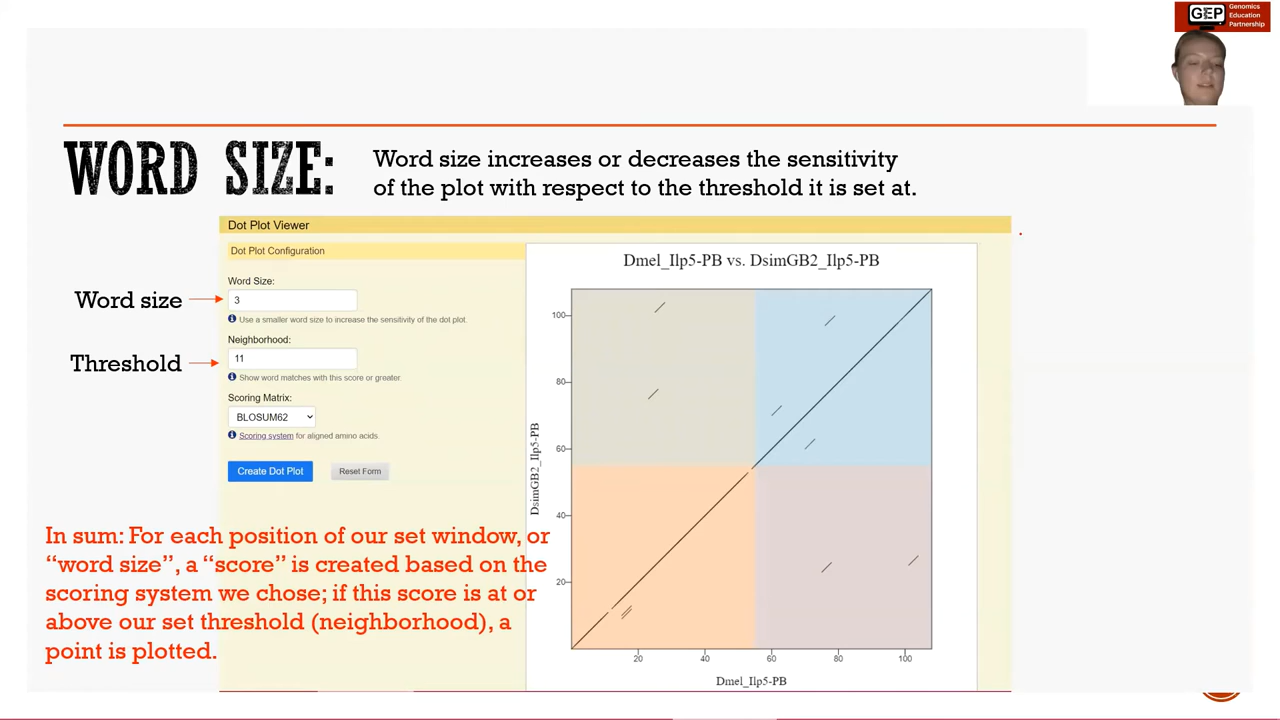 GEP
Genomics
Education
Partnership
WORD SIZE:
Word size increases or decreases the sensitivity
of the plot with respect to the threshold it is set at.
Dot Plot Viewer
Dot Plot Configuration
Word Size:
Word size
3
Use a smaller word size to increase the sensitivity of the dot plot.
Neighborhood:
Threshold
11
Show word matches with this score or greater.
Scoring Matrix:
BLOSUM62
Scoring system for aligned amino acids.
Create Dot Plot
Reset Form
In sum: For each position of our set window, or
“word size”, a “score” is created based on the
scoring system we chose; if this score is at or
above our set threshold (neighborhood), a
point is plotted.
Dmel_Ilp5-PB vs. DsimGB2_Ilp5-PB
DsimGB2_Ilp5-PB
100
80
60
40
20
20
40
60
80
100
Dmel_Ilp5-PB